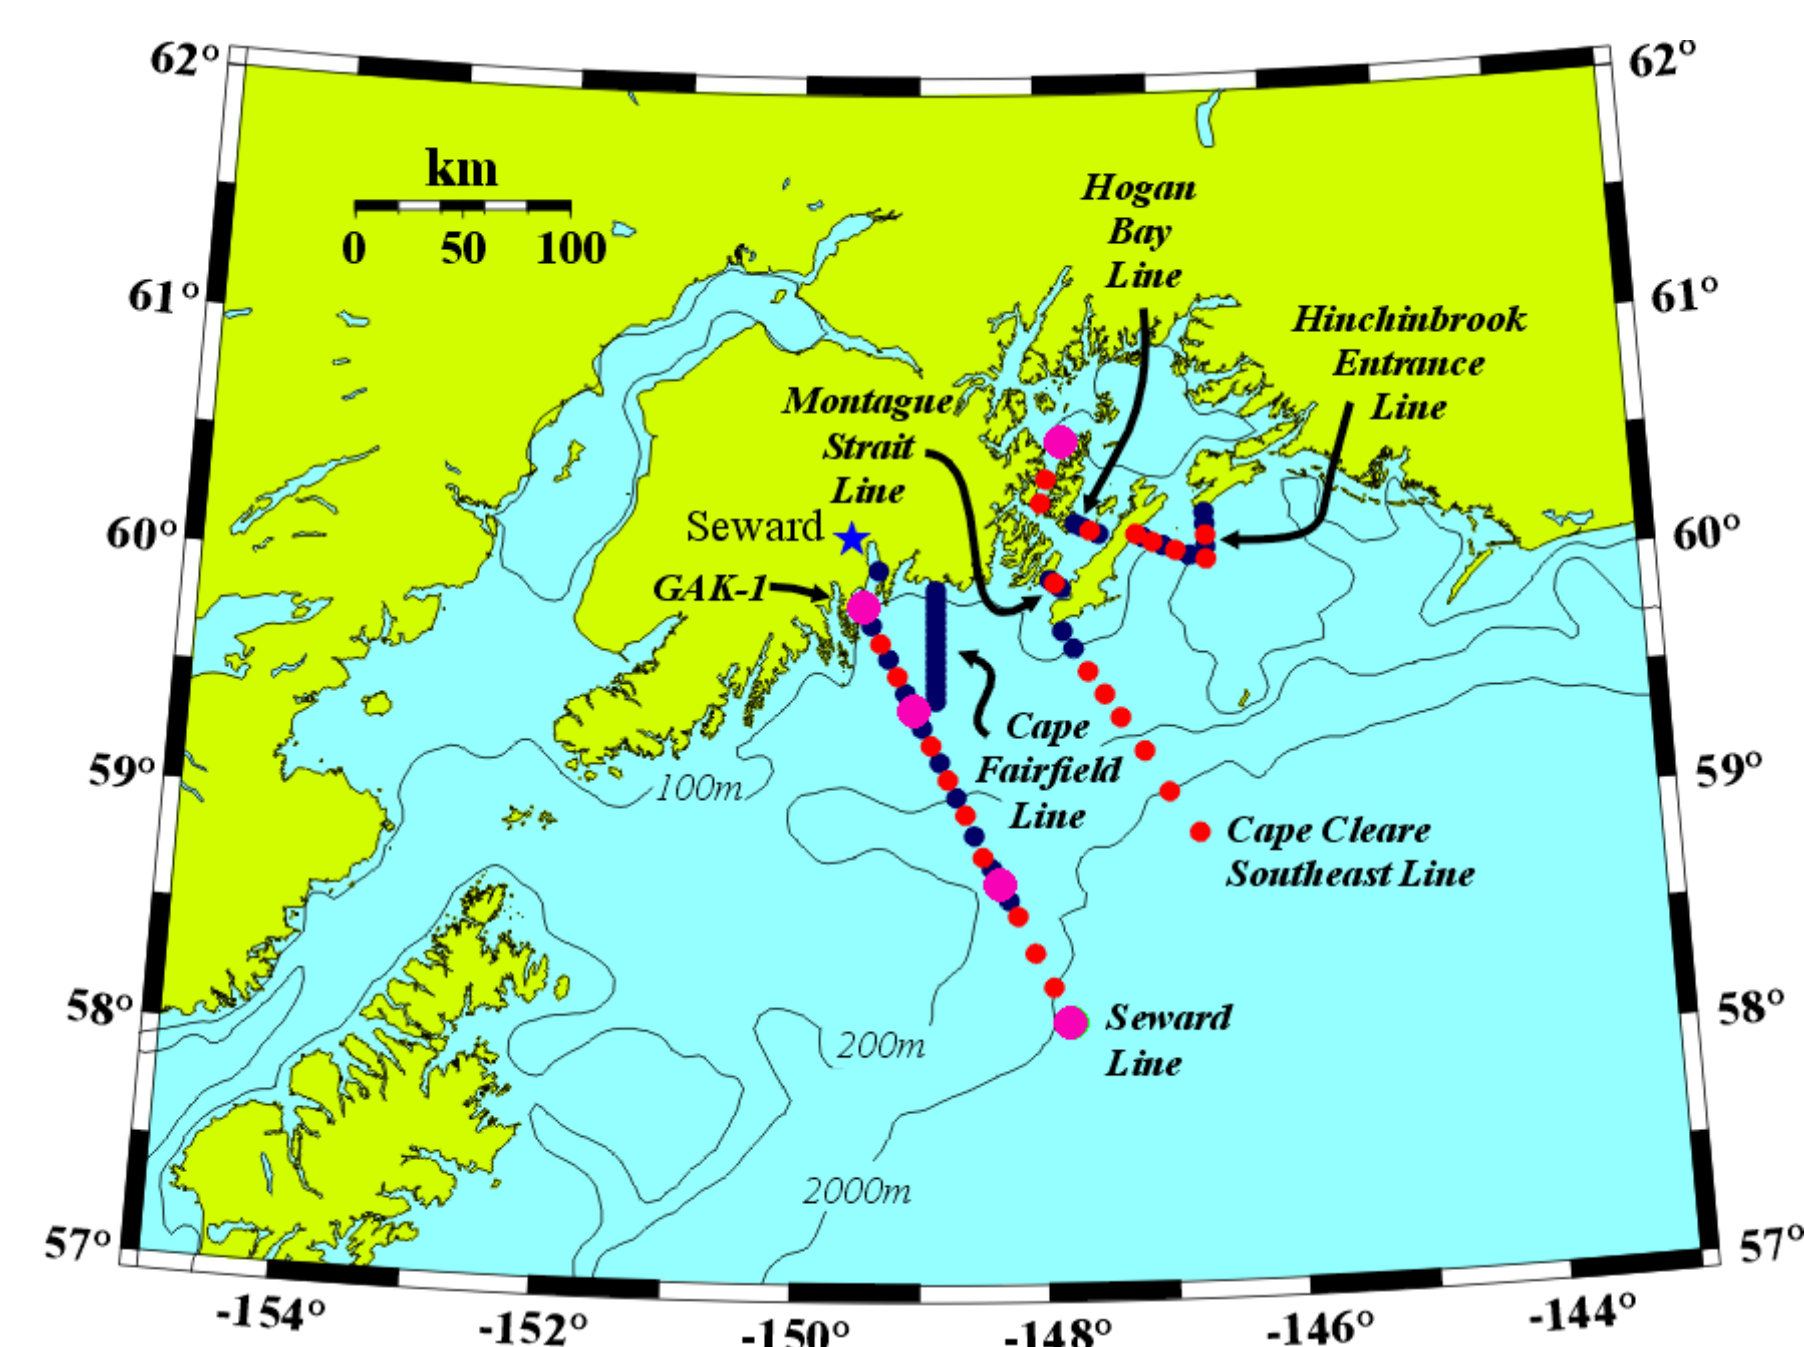 62°
62°
km
0 50 100
Hogan
Bay
Line
61°
61°
Hinchinbrook
Entrance
Line
Montague
Strait
Line
Seward
60°
60°
GAK-1
Cape
Fairfield
Line
59°
59°
100m
Cape Cleare
Southeast Line
58°
58°
Seward
Line
200m
2000m
57°
57°
-154° -152° -150° -148° -146° -144°